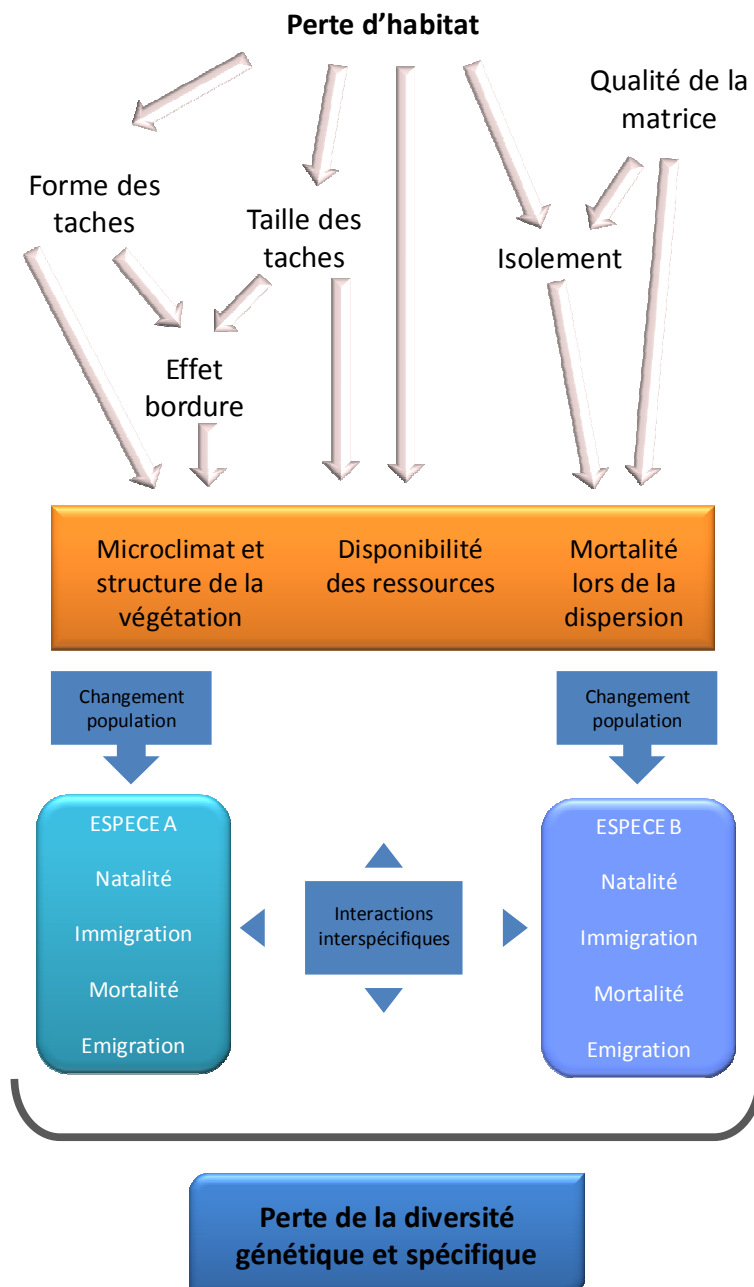 Perte d’habitat
Qualité de la
matrice
Forme des
taches
Taille des
taches
Isolement
Effet
bordure
Microclimat et
structure de la
végétation
Disponibilité
des ressources
Mortalité
lors de la
dispersion
Changement
population
Changement
population
ESPECE A
Natalité
Immigration
Mortalité
Emigration
Interactions
interspécifiques
ESPECE B
Natalité
Immigration
Mortalité
Emigration
Perte de la diversité
génétique et spécifique